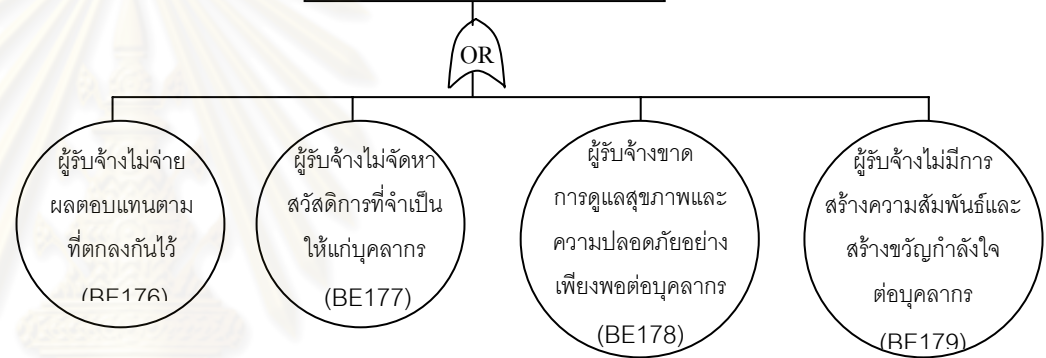 OR
ผู้รับจ้างไม่จ่าย
ผลตอบแทนตาม
ที่ตกลงกันไว้
(BE176)
ผู้รับจ้างไม่จัดหา
สวัสดิการที่จำเป็น
ให้แก่บุคลากร
(BE177)
ผู้รับจ้างขาด
การดูแลสุขภาพและ
ความปลอดภัยอย่าง
เพียงพอต่อบุคลากร
(BE178)
ผู้รับจ้างไม่มีการ
สร้างความสัมพันธ์และ
สร้างขวัญกำลังใจ
ต่อบุคลากร
(BE179)